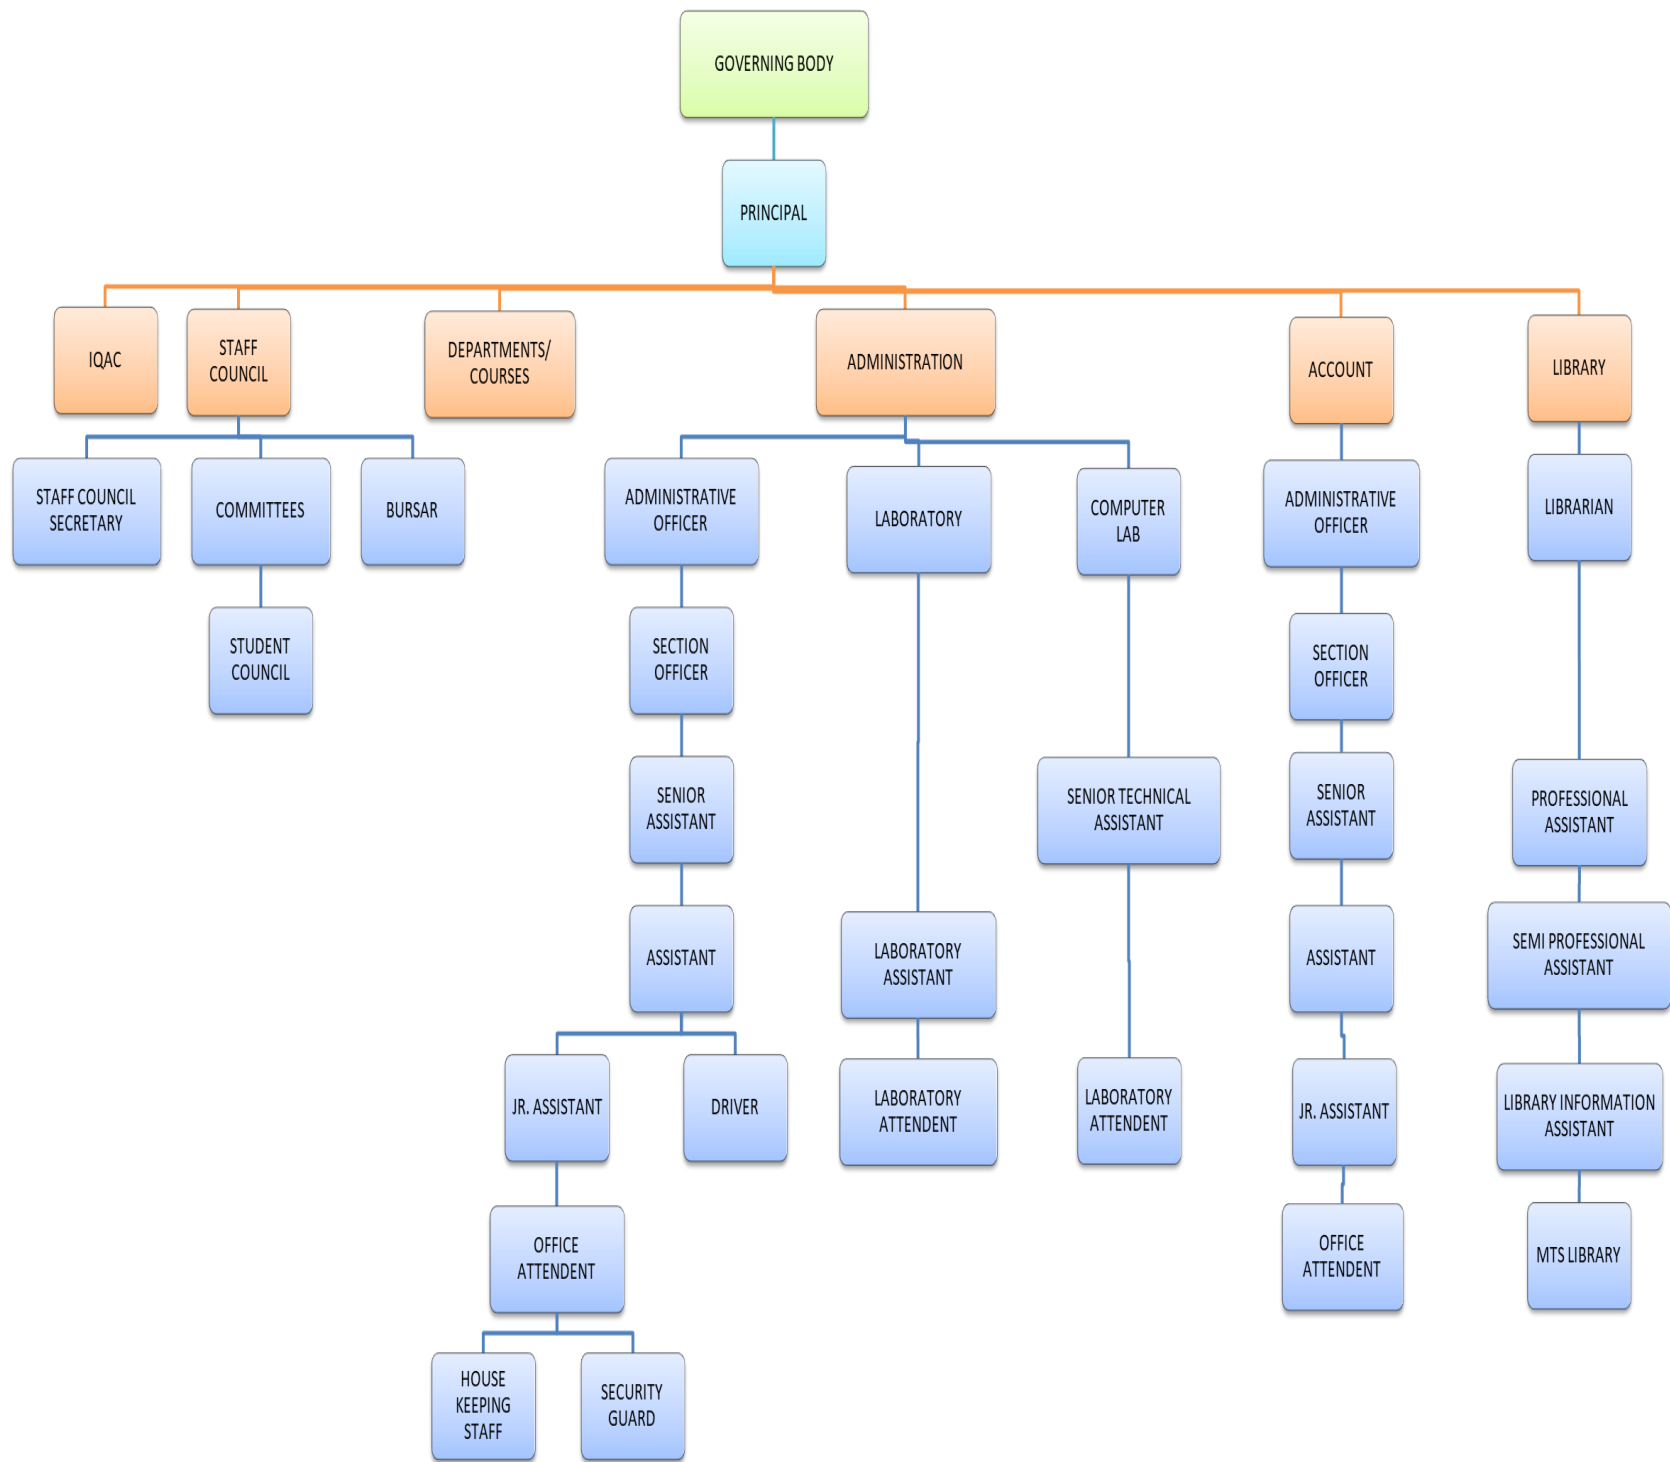 GOVERNING BODY
PRINCIPAL
IQAC
STAFF
COUNCIL
DEPARTMENTS/
COURSES
ADMINISTRATION
ACCOUNT
LIBRARY
STAFF COUNCIL
SECRETARY
COMMITTEES
BURSAR
ADMINISTRATIVE
OFFICER
LABORATORY
COMPUTER
LAB
ADMINISTRATIVE
OFFICER
LIBRARIAN
STUDENT
COUNCIL
SECTION
OFFICER
SECTION
OFFICER
SENIOR
ASSISTANT
SENIOR TECHNICAL
ASSISTANT
SENIOR
ASSISTANT
PROFESSIONAL
ASSISTANT
ASSISTANT
LABORATORY
ASSISTANT
ASSISTANT
SEMI PROFESSIONAL
ASSISTANT
JR. ASSISTANT
DRIVER
LABORATORY
ATTENDENT
LABORATORY
ATTENDENT
JR. ASSISTANT
LIBRARY INFORMATION
ASSISTANT
OFFICE
ATTENDENT
OFFICE
ATTENDENT
MTS LIBRARY
HOUSE
KEEPING
STAFF
SECURITY
GUARD